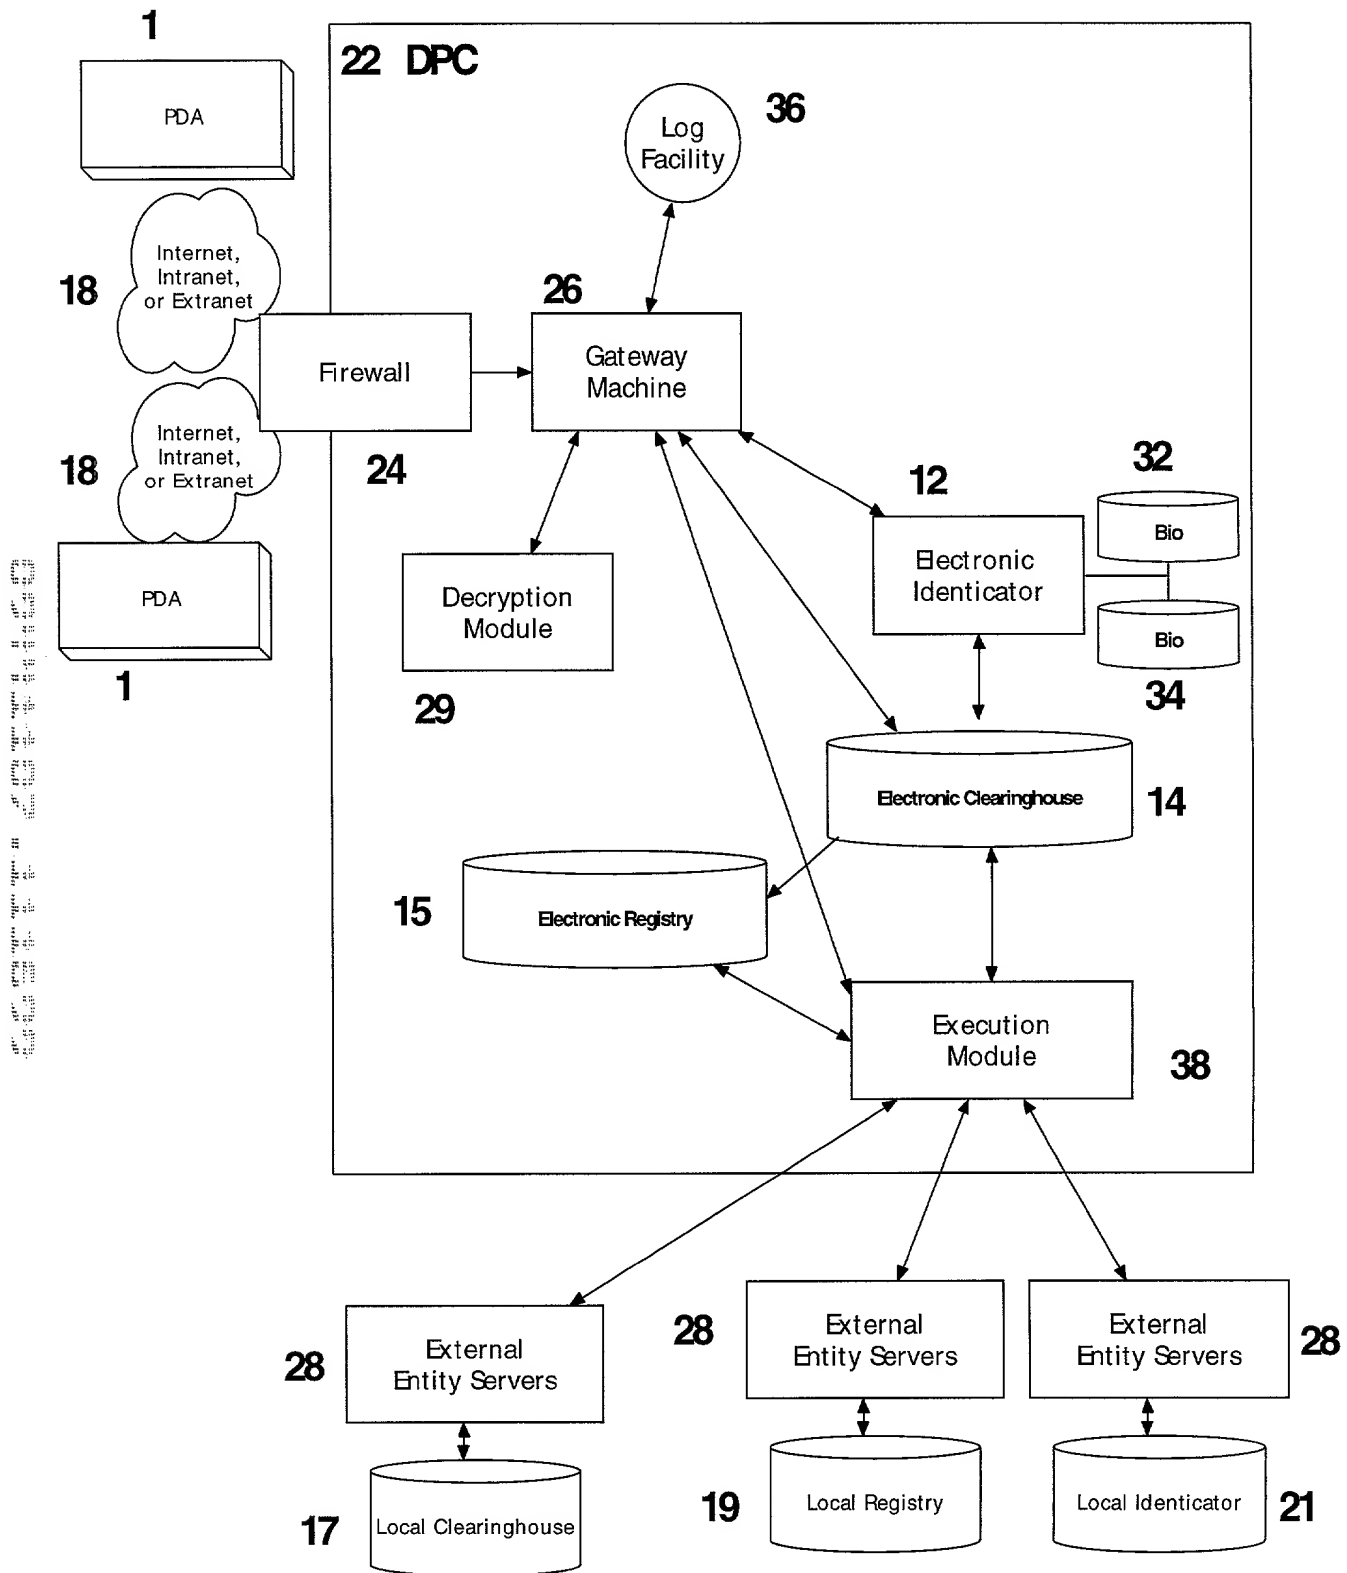 1
22 DPC
PDA
36
Log
Facility
Internet,
Intranet,
or Extranet
18
26
Firewall
Gateway
Machine
Internet,
Intranet,
or Extranet
18
24
12
32
Bio
Electronic
Identicator
Bio
34
PDA
1
Decryption
Module
29
Electronic Clearinghouse
14
15
Electronic Registry
Execution
Module
38
28
External
Entity Servers
28
External
Entity Servers
External
Entity Servers
28
17
Local Clearinghouse
19
Local Registry
Local Identicator
21